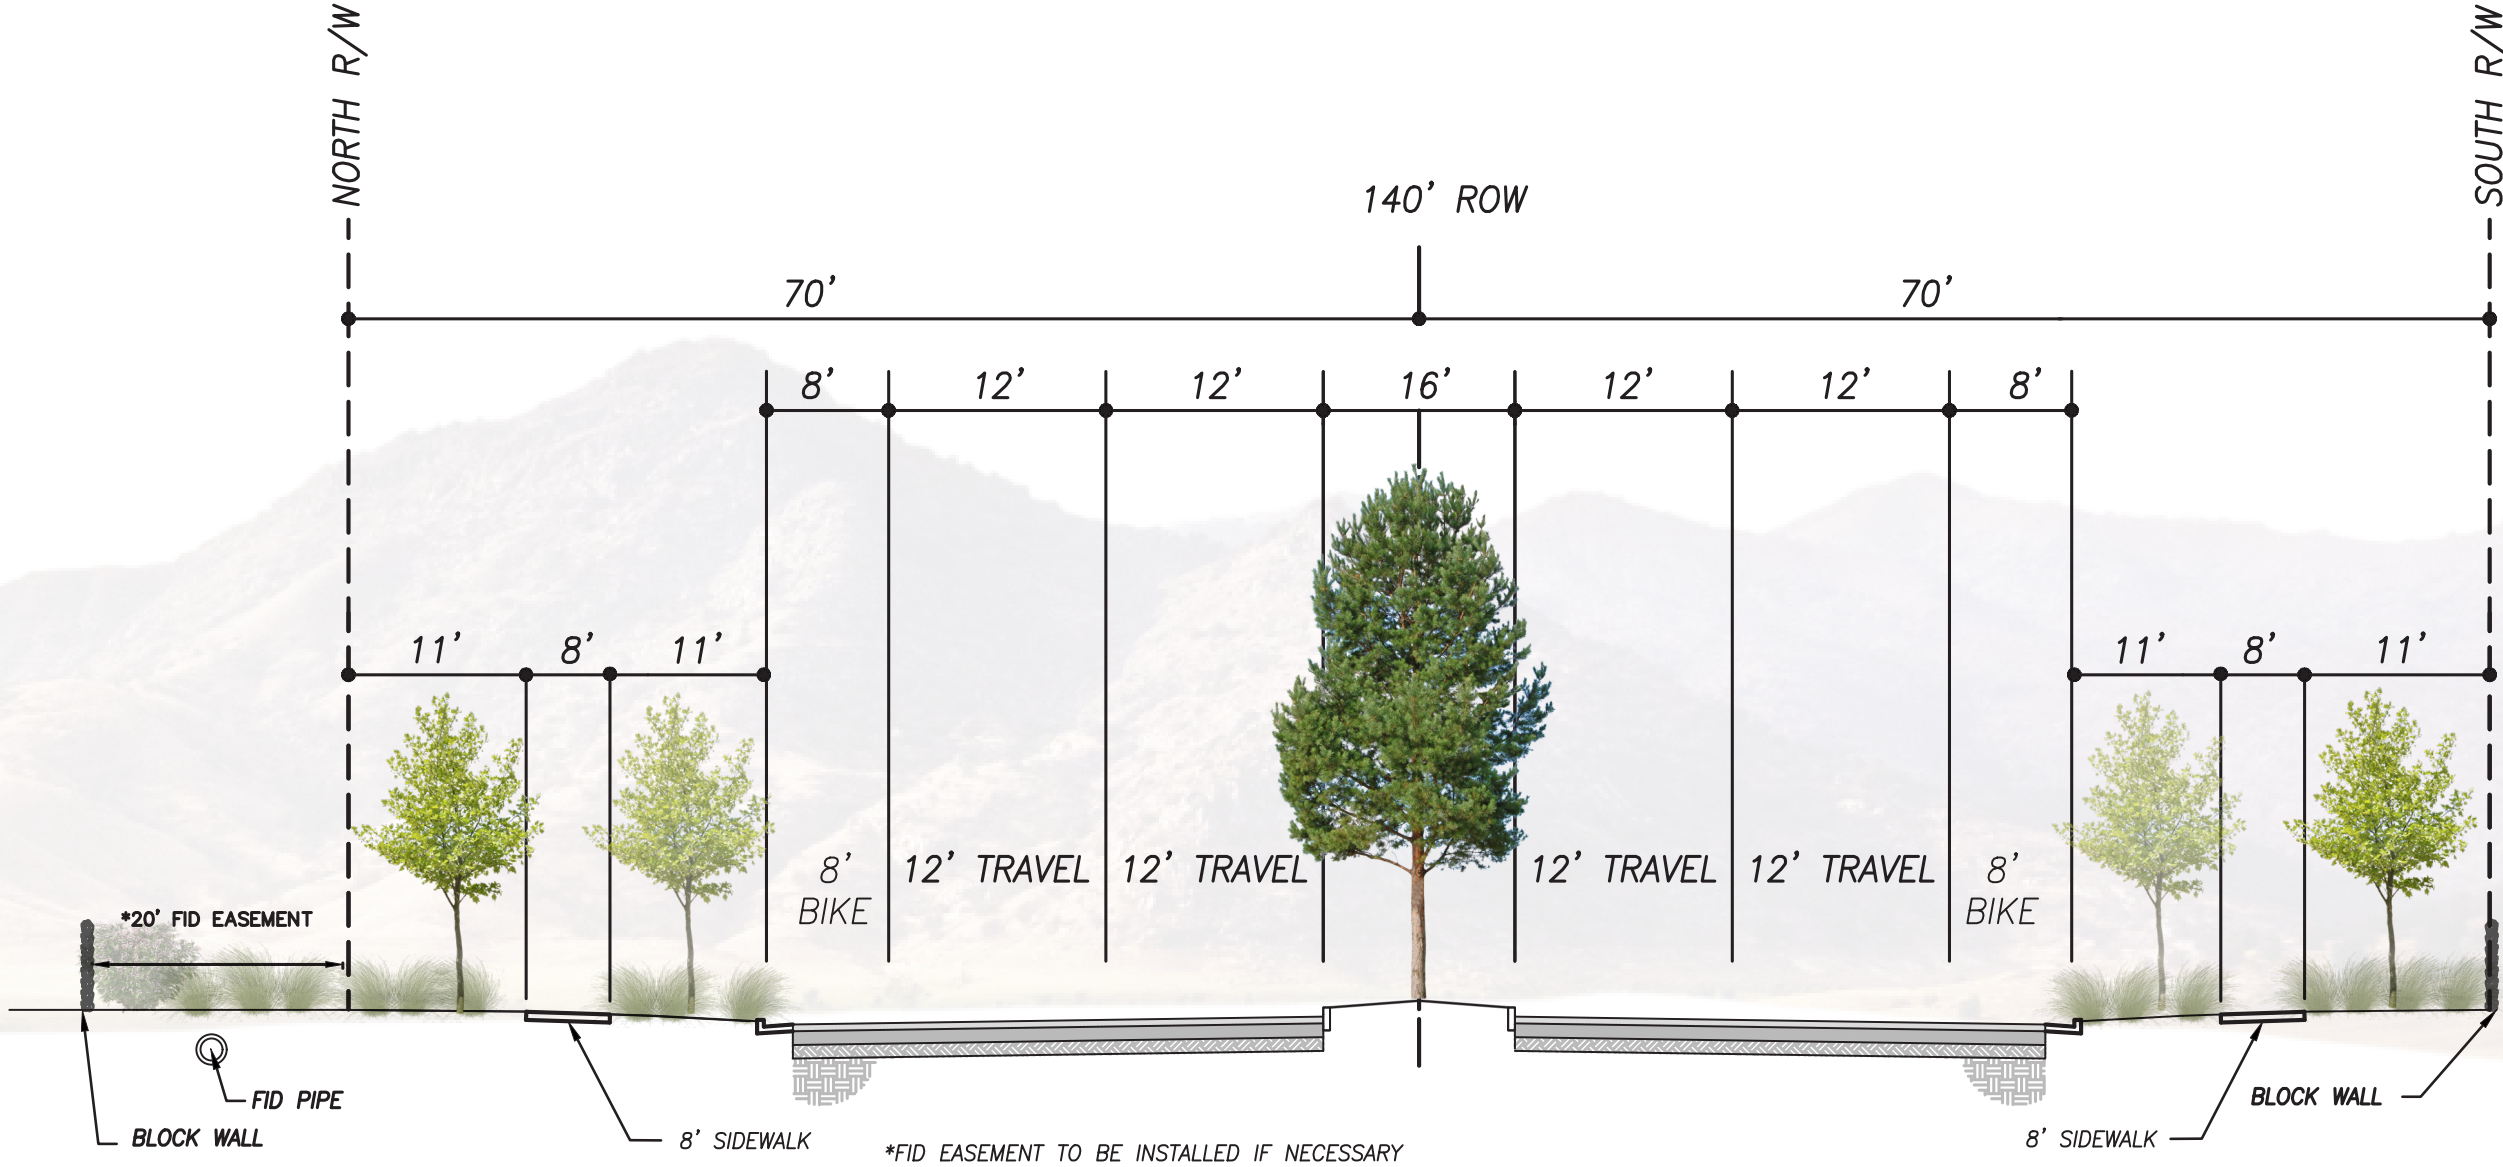 NORTH R/W
SOUTH R/W
140' ROW
70'
70'
8'
12'
12'
16'
12'
12'
8'
11'
8'
11'
11'
8'
11'
8'
BIKE
12' TRAVEL
12' TRAVEL
12' TRAVEL
12' TRAVEL
8'
BIKE
*20' FID EASEMENT
FID PIPE
BLOCK WALL
8' SIDEWALK
*FID EASEMENT TO BE INSTALLED IF NECESSARY
BLOCK WALL
8' SIDEWALK